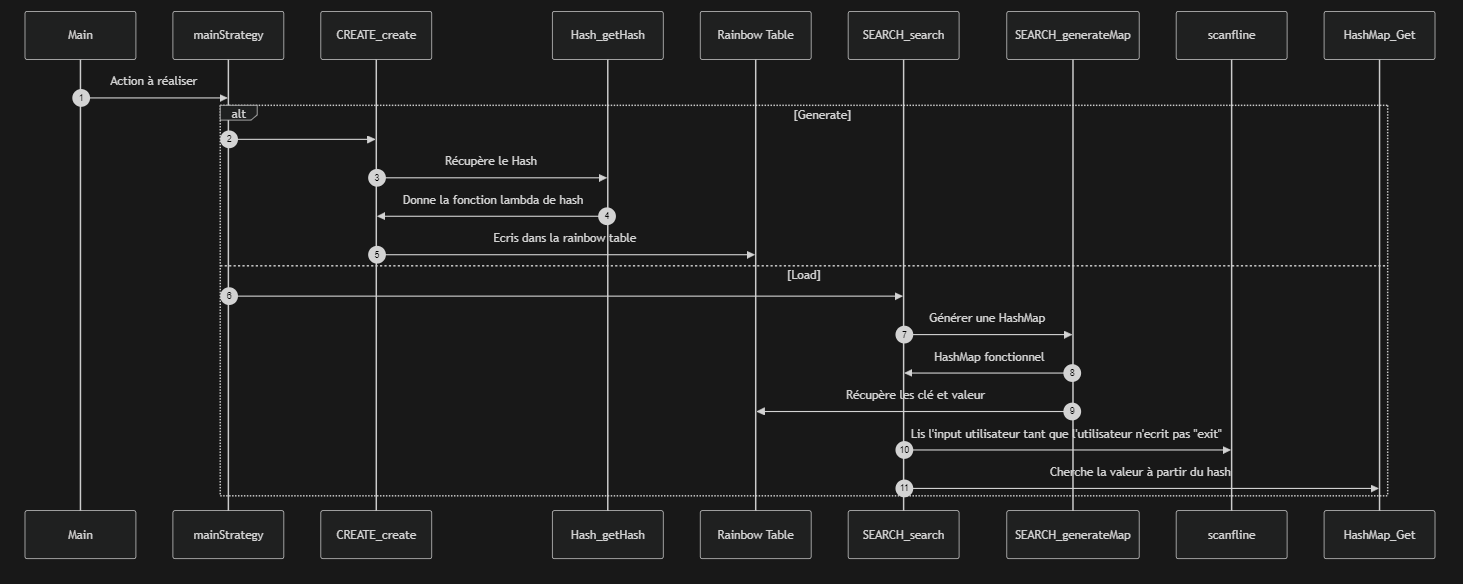 Main mainStrategy CREATE_create Hash_getHash Rainbow Table SEARCH_search SEARCH_generateMap scanfline HashMap_Get
Action à réaliser
1
alt [Generate]
2
Récupère le Hash
3
Donne la fonction lambda de hash
4
Ecris dans la rainbow table
5
[Load]
6
Générer une HashMap
7
HashMap fonctionnel
8
Récupère les clé et valeur
9
Lis l'input utilisateur tant que l'utilisateur n'ecrit pas "exit"
10
Cherche la valeur à partir du hash
11
Main mainStrategy CREATE_create Hash_getHash Rainbow Table SEARCH_search SEARCH_generateMap scanfline HashMap_Get